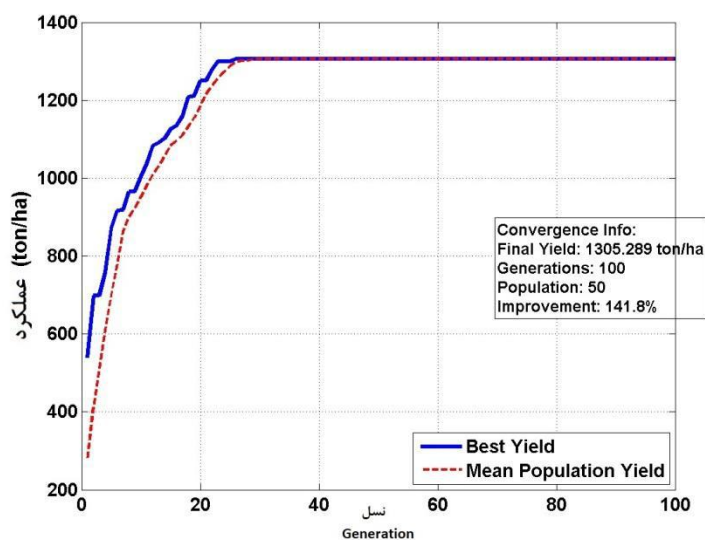 1400
1200
1000
800
600
400
200
عملکرد (ton/ha)
Convergence Info:
Final Yield: 1305.289 ton/ha
Generations: 100
Population: 50
Improvement: 141.8%
Best Yield
Mean Population Yield
0 20 40 60 80 100
نسل
Generation